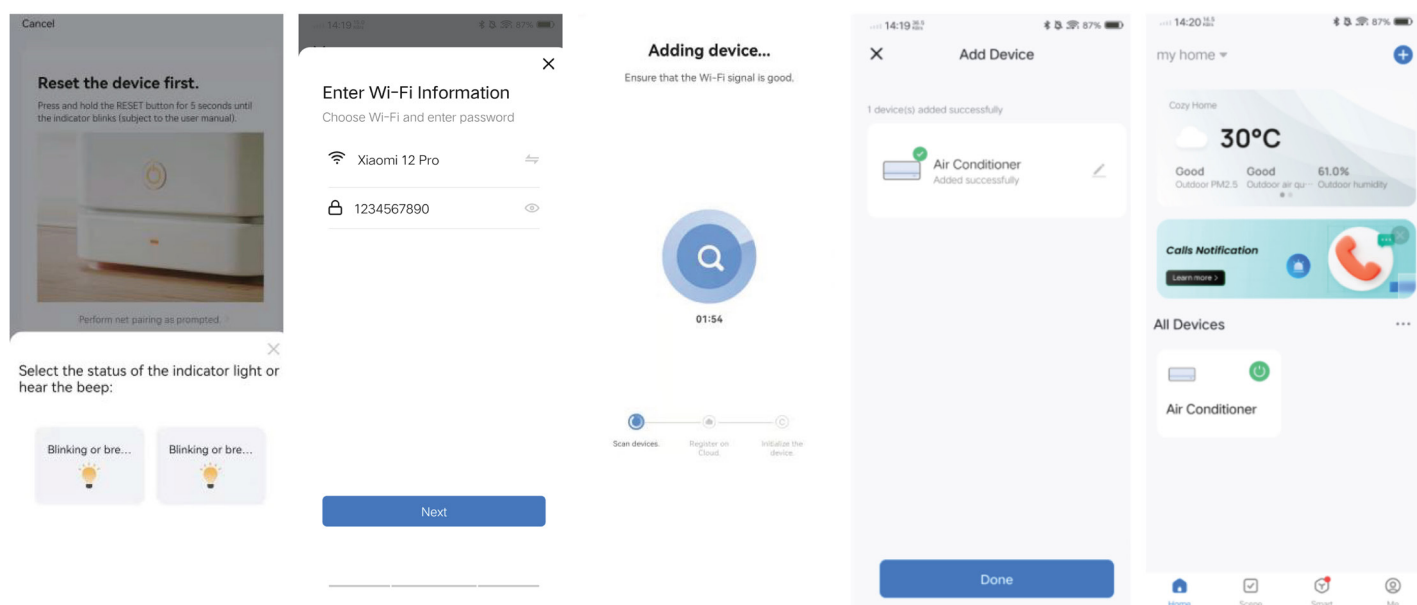 Cancel
Reset the device first.
Press and hold the RESET button for 5 seconds until
the indicator blinks (subject to the user manual).
Perform net pairing as prompted.
Select the status of the indicator light or
hear the beep:
Blinking or bre...
Blinking or bre...
14:19
87%
Enter Wi-Fi Information
Choose Wi-Fi and enter password
Xiaomi 12 Pro
1234567890
Next
Adding device...
Ensure that the Wi-Fi signal is good.
01:54
Scan devices.
Register on
Cloud.
Initialize the
device.
14:19
87%
Add Device
1 device(s) added successfully
Air Conditioner
Added successfully
Done
14:20
87%
my home
Cozy Home
30°C
Good Good 61.0%
Outdoor PM2.5 Outdoor air qu··· Outdoor humidity
Calls Notification
Learn more >
All Devices
Air Conditioner
Home Scene Smart Me